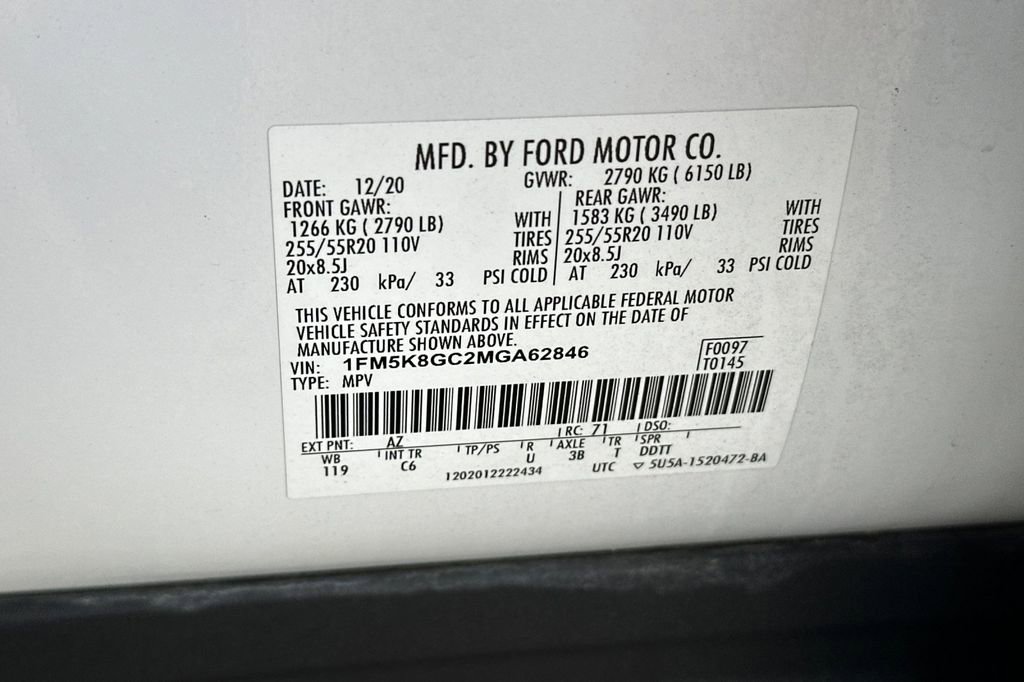 MFD. BY FORD MOTOR CO.
DATE: 12/20 GVWR: 2790 KG ( 6150 LB)
FRONT GAWR: REAR GAWR:
1266 KG ( 2790 LB) WITH 1583 KG ( 3490 LB) WITH
255/55R20 110V TIRES 255/55R20 110V TIRES
20x8.5J RIMS 20x8.5J RIMS
AT 230 kPa/ 33 PSI COLD AT 230 kPa/ 33 PSI COLD
THIS VEHICLE CONFORMS TO ALL APPLICABLE FEDERAL MOTOR
VEHICLE SAFETY STANDARDS IN EFFECT ON THE DATE OF
MANUFACTURE SHOWN ABOVE.
VIN: 1FM5K8GC2MGA62846 F0097
TYPE: MPV T0145
EXT PNT: AZ RC: 71 DSO:
WB INT TR TP/PS R AXLE TR SPR
119 C6 U 3B T DDTT
1202012222434 UTC ▽ 5U5A-1520472-BA